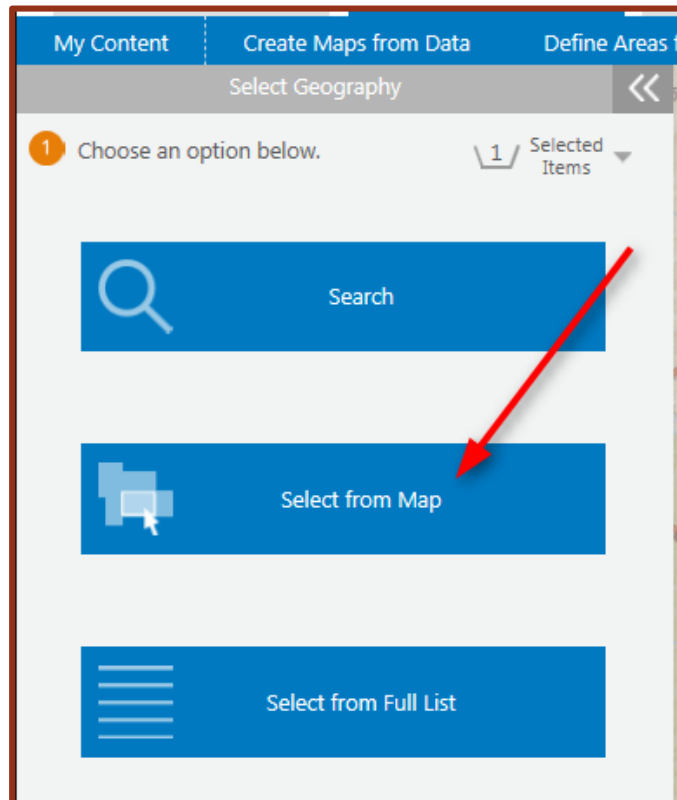 My Content Create Maps from Data Define Areas
Select Geography
1 Choose an option below. 1 Selected Items
Search
Select from Map
Select from Full List